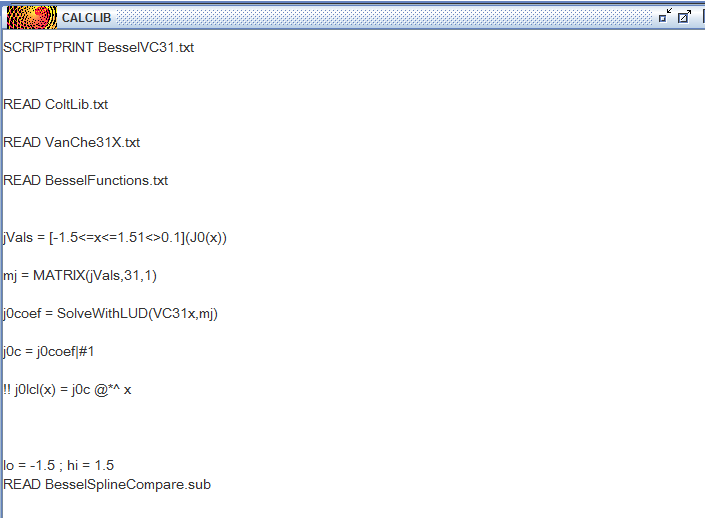 CALCLIB
SCRIPTPRINT BesselVC31.txt
READ ColtLib.txt
READ VanChe31X.txt
READ BesselFunctions.txt
jVals = [-1.5<=x<=1.51<>0.1](J0(x))
mj = MATRIX(jVals,31,1)
j0coef = SolveWithLUD(VC31x,mj)
j0c = j0coef|#1
!! j0lcl(x) = j0c @*^ x
lo = -1.5 ; hi = 1.5
READ BesselSplineCompare.sub